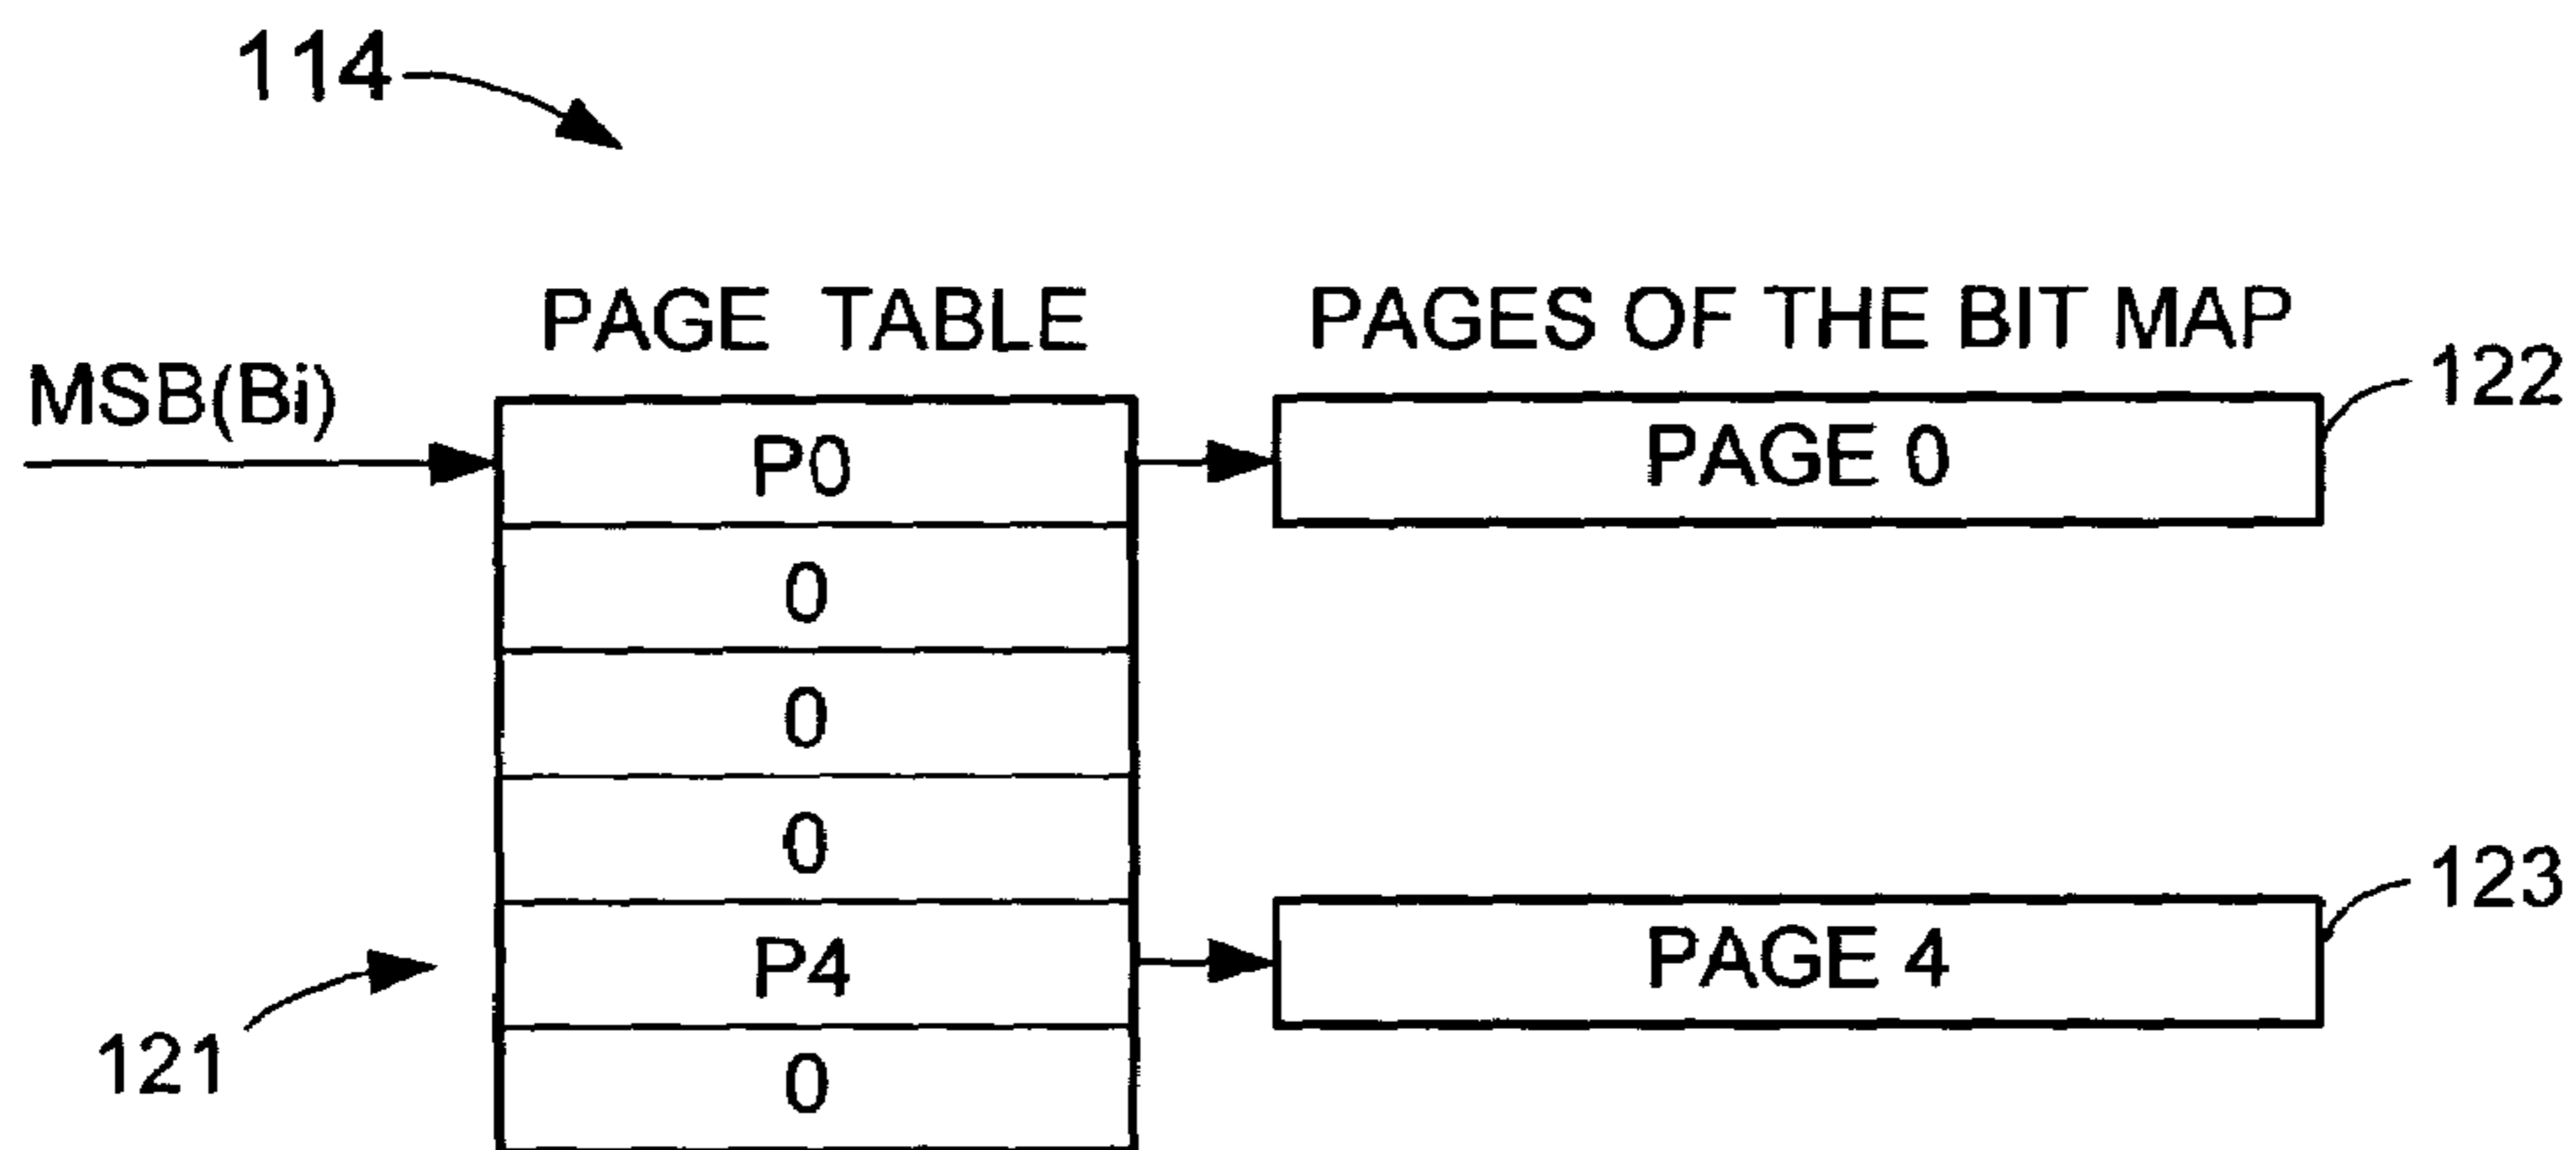 114
PAGE TABLE
PAGES OF THE BIT MAP
MSB(Bi)
122
P0
PAGE 0
0
0
0
123
P4
PAGE 4
121
0